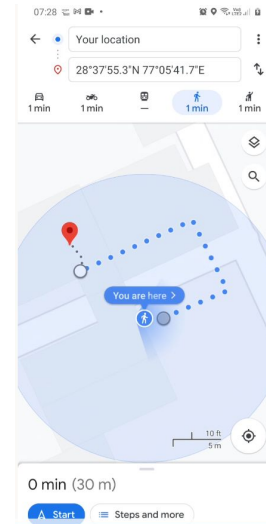 07:28
Your location
28°37'55.3"N 77°05'41.7"E
1 min
1 min
—
1 min
1 min
You are here >
10 ft
5 m
0 min (30 m)
Start
Steps and more